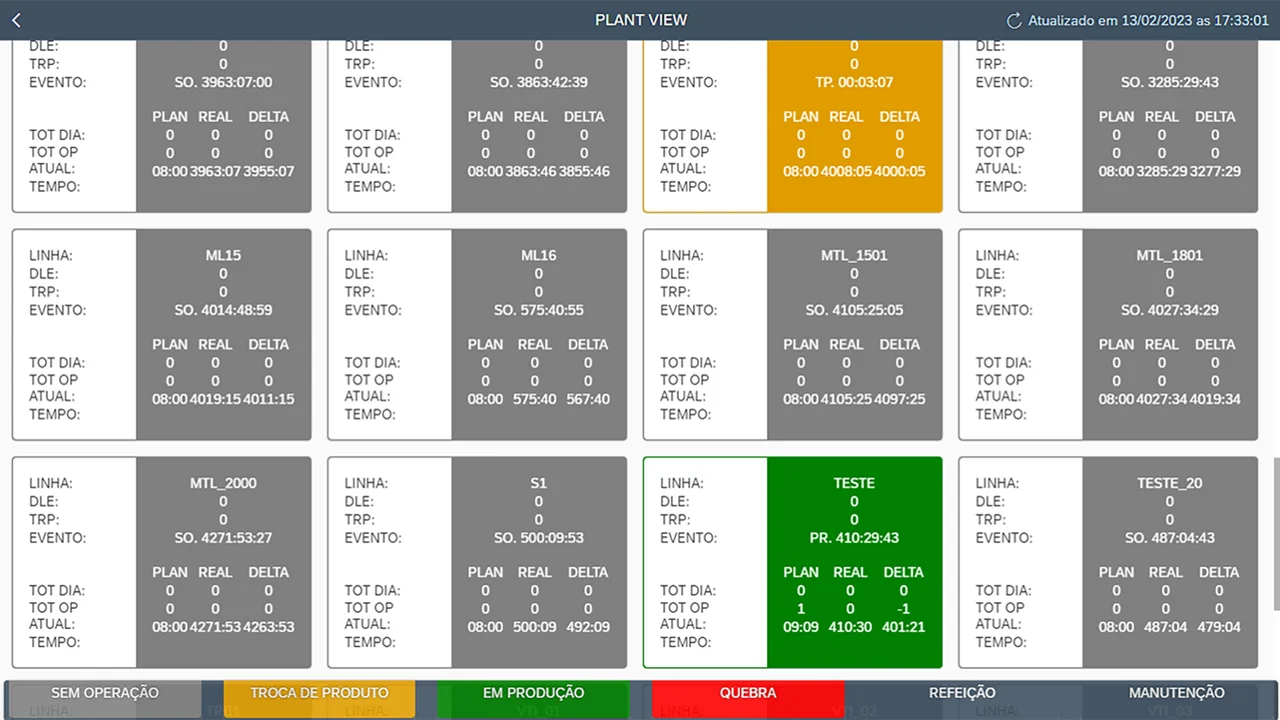 PLANT VIEW
Atualizado em 13/02/2023 as 17:33:01
DLE: 0
TRP: 0
EVENTO: SO. 3963:07:00
PLAN REAL DELTA
TOT DIA: 0 0 0
TOT OP 0 0 0
ATUAL: 08:00 3963:07 3955:07
TEMPO:
DLE: 0
TRP: 0
EVENTO: SO. 3863:42:39
PLAN REAL DELTA
TOT DIA: 0 0 0
TOT OP 0 0 0
ATUAL: 08:00 3863:46 3855:46
TEMPO:
DLE: 0
TRP: 0
EVENTO: TP. 00:03:07
PLAN REAL DELTA
TOT DIA: 0 0 0
TOT OP 0 0 0
ATUAL: 08:00 4008:05 4000:05
TEMPO:
DLE: 0
TRP: 0
EVENTO: SO. 3285:29:43
PLAN REAL DELTA
TOT DIA: 0 0 0
TOT OP 0 0 0
ATUAL: 08:00 3285:29 3277:29
TEMPO:
LINHA: ML15
DLE: 0
TRP: 0
EVENTO: SO. 4014:48:59
PLAN REAL DELTA
TOT DIA: 0 0 0
TOT OP 0 0 0
ATUAL: 08:00 4019:15 4011:15
TEMPO:
LINHA: ML16
DLE: 0
TRP: 0
EVENTO: SO. 575:40:55
PLAN REAL DELTA
TOT DIA: 0 0 0
TOT OP 0 0 0
ATUAL: 08:00 575:40 567:40
TEMPO:
LINHA: MTL_1501
DLE: 0
TRP: 0
EVENTO: SO. 4105:25:05
PLAN REAL DELTA
TOT DIA: 0 0 0
TOT OP 0 0 0
ATUAL: 08:00 4105:25 4097:25
TEMPO:
LINHA: MTL_1801
DLE: 0
TRP: 0
EVENTO: SO. 4027:34:29
PLAN REAL DELTA
TOT DIA: 0 0 0
TOT OP 0 0 0
ATUAL: 08:00 4027:34 4019:34
TEMPO:
LINHA: MTL_2000
DLE: 0
TRP: 0
EVENTO: SO. 4271:53:27
PLAN REAL DELTA
TOT DIA: 0 0 0
TOT OP 0 0 0
ATUAL: 08:00 4271:53 4263:53
TEMPO:
LINHA: S1
DLE: 0
TRP: 0
EVENTO: SO. 500:09:53
PLAN REAL DELTA
TOT DIA: 0 0 0
TOT OP 0 0 0
ATUAL: 08:00 500:09 492:09
TEMPO:
LINHA: TESTE
DLE: 0
TRP: 0
EVENTO: PR. 410:29:43
PLAN REAL DELTA
TOT DIA: 0 0 0
TOT OP 1 0 -1
ATUAL: 09:09 410:30 401:21
TEMPO:
LINHA: TESTE_20
DLE: 0
TRP: 0
EVENTO: SO. 487:04:43
PLAN REAL DELTA
TOT DIA: 0 0 0
TOT OP 0 0 0
ATUAL: 08:00 487:04 479:04
TEMPO:
SEM OPERAÇÃO TROCA DE PRODUTO EM PRODUÇÃO QUEBRA REFEIÇÃO MANUTENÇÃO
LINHA: LINHA: VTI_01 LINHA: VTI_02 LINHA: VTI_03